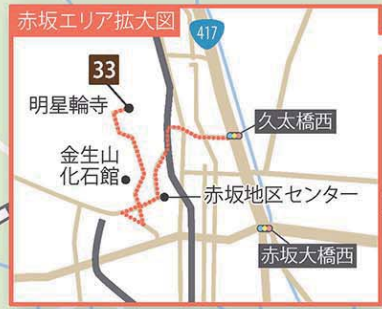 赤坂エリア拡大図
417
33
明星輪寺
久太橋西
金生山
化石館
赤坂地区センター
赤坂大橋西